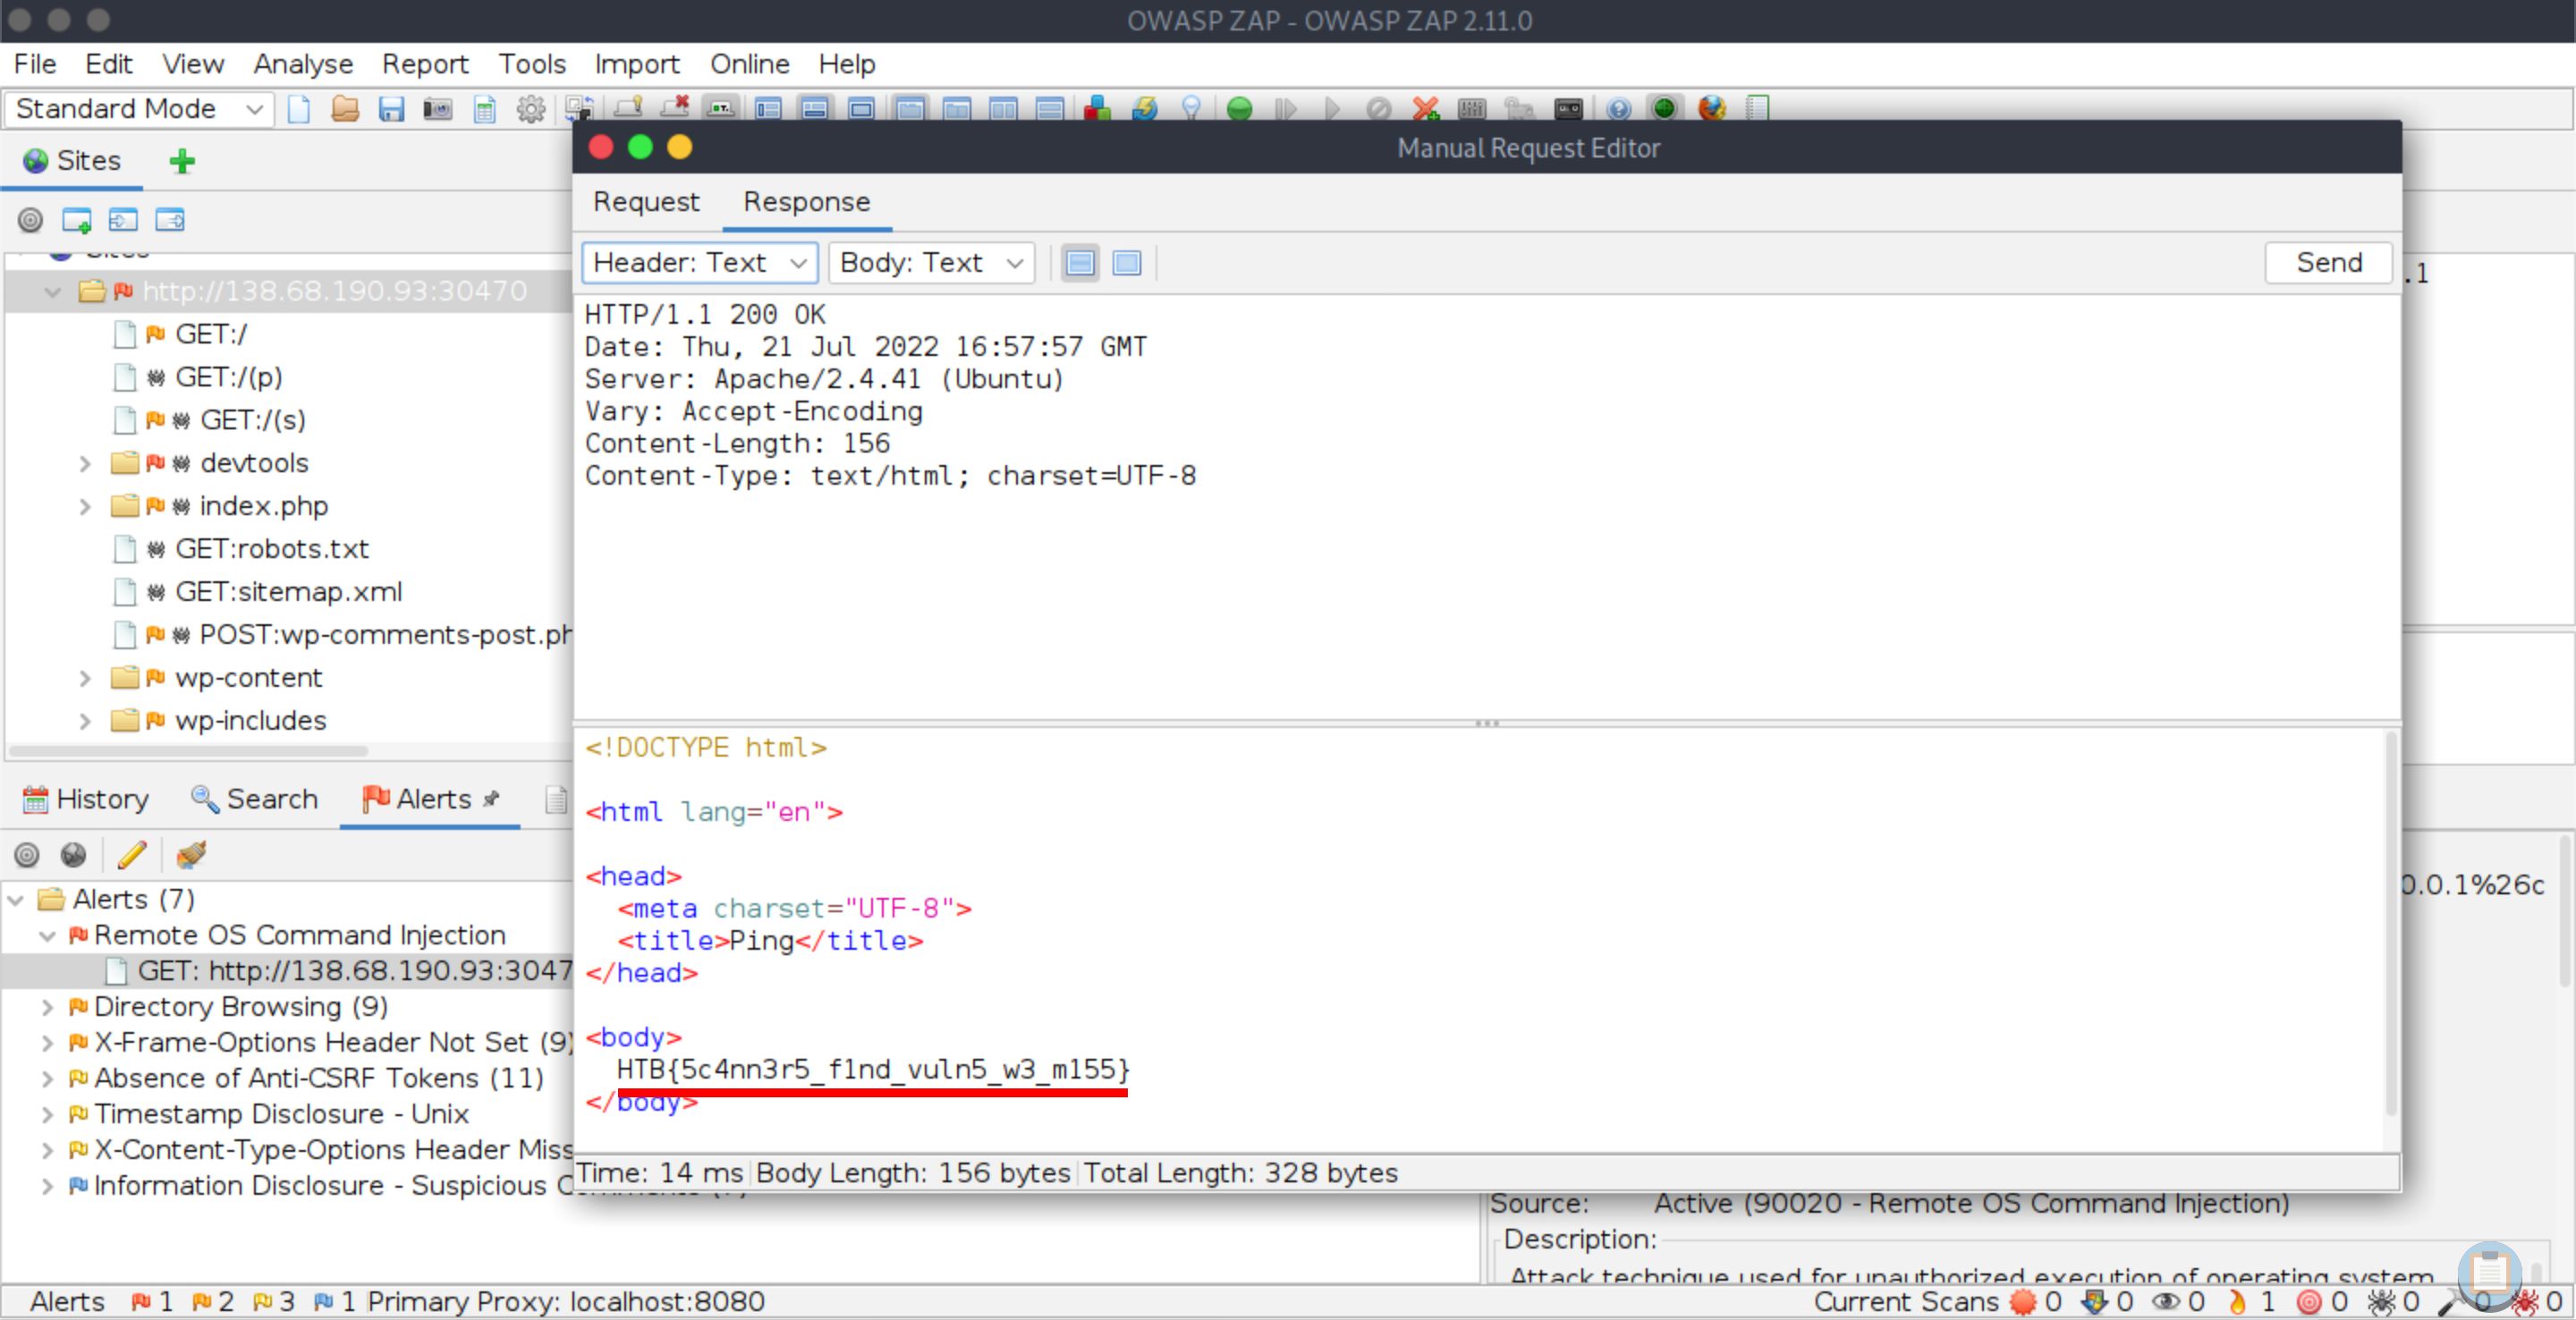 OWASP ZAP - OWASP ZAP 2.11.0
File Edit View Analyse Report Tools Import Online Help
Standard Mode
Sites
http://138.68.190.93:30470
GET:/
GET:/(p)
GET:/(s)
devtools
index.php
GET:robots.txt
GET:sitemap.xml
POST:wp-comments-post.ph
wp-content
wp-includes
Manual Request Editor
Request Response
Header: Text Body: Text Send
.1
HTTP/1.1 200 OK
Date: Thu, 21 Jul 2022 16:57:57 GMT
Server: Apache/2.4.41 (Ubuntu)
Vary: Accept-Encoding
Content-Length: 156
Content-Type: text/html; charset=UTF-8
<!DOCTYPE html>
<html lang="en">
<head>
<meta charset="UTF-8">
<title>Ping</title>
</head>
<body>
HTB{5c4nn3r5_f1nd_vuln5_w3_m155}
</body>
Time: 14 ms Body Length: 156 bytes Total Length: 328 bytes
History Search Alerts
Alerts (7)
Remote OS Command Injection
GET: http://138.68.190.93:3047
Directory Browsing (9)
X-Frame-Options Header Not Set (9)
Absence of Anti-CSRF Tokens (11)
Timestamp Disclosure - Unix
X-Content-Type-Options Header Miss
Information Disclosure - Suspicious
0.0.1%26c
Source: Active (90020 - Remote OS Command Injection)
Description:
Attack technique used for unauthorized execution of operating system
Alerts 1 2 3 1 Primary Proxy: localhost:8080
Current Scans 0 0 0 1 0 0 0 0